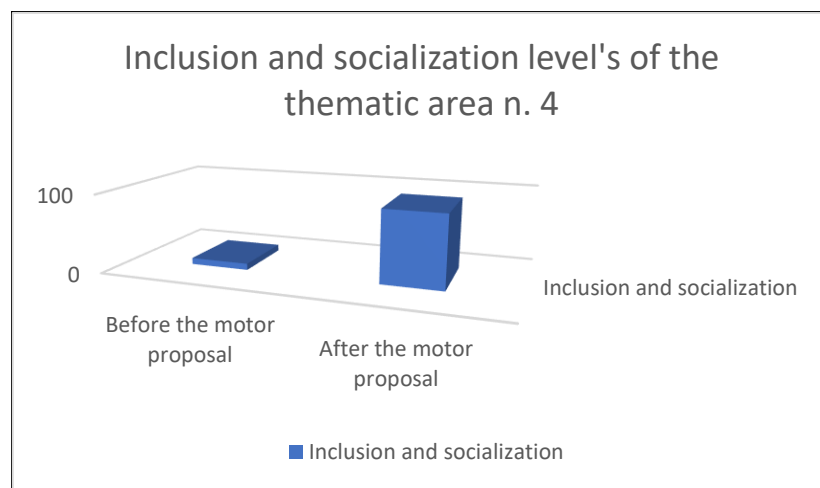 Inclusion and socialization level's of the
thematic area n. 4
100
0
Inclusion and socialization
Before the motor
proposal
After the motor
proposal
Inclusion and socialization